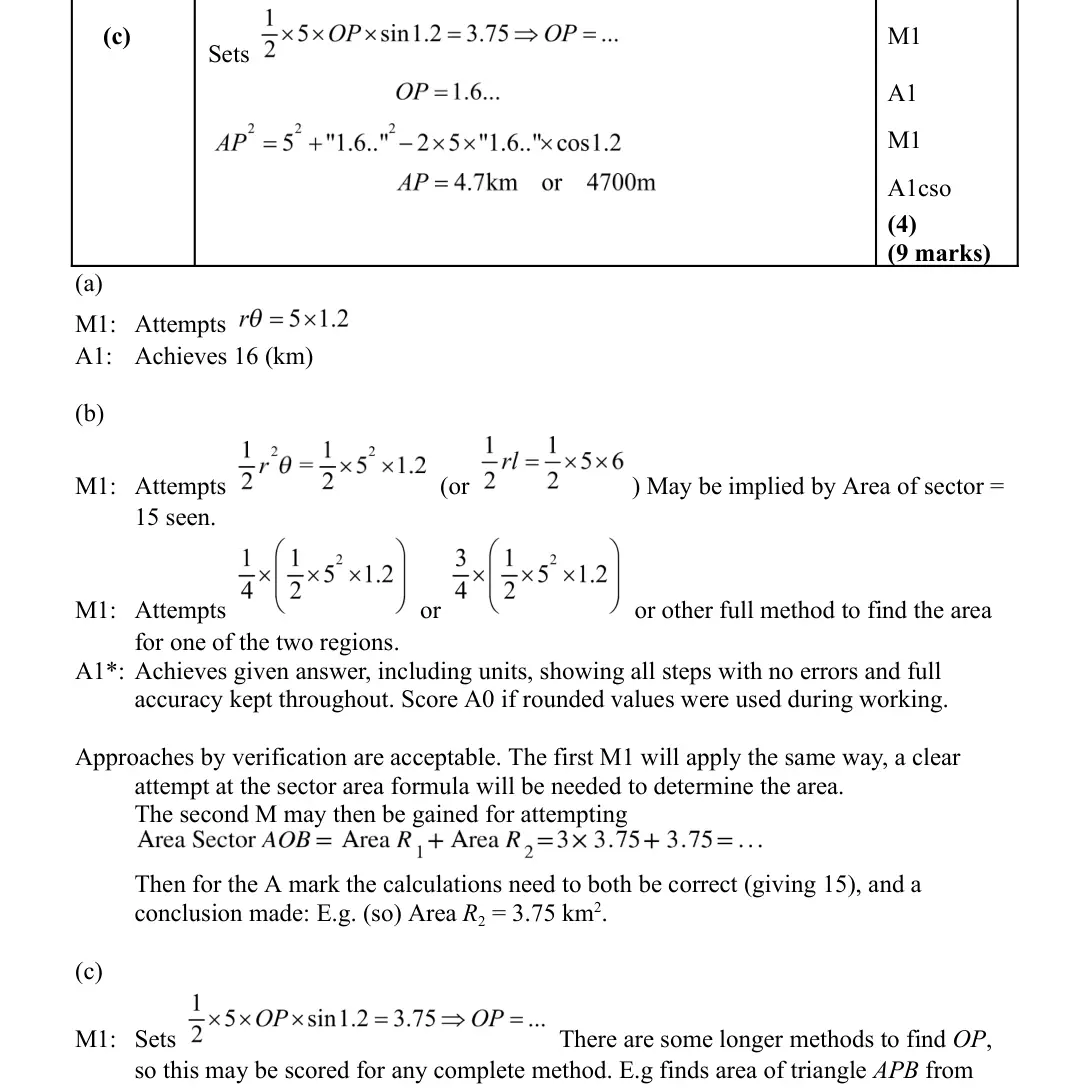 (c) Sets 1/2 × 5 × OP × sin 1.2 = 3.75 ⇒ OP = ... M1
OP = 1.6... A1
AP² = 5² + "1.6.."² − 2 × 5 × "1.6.."× cos1.2 M1
AP = 4.7km or 4700m A1cso
(4)
(9 marks)
(a)
M1: Attempts rθ = 5 × 1.2
A1: Achieves 16 (km)
(b)
M1: Attempts 1/2 r²θ = 1/2 × 5² × 1.2 (or 1/2 rl = 1/2 × 5 × 6 ) May be implied by Area of sector =
15 seen.
M1: Attempts 1/4 × (1/2 × 5² × 1.2) or 3/4 × (1/2 × 5² × 1.2) or other full method to find the area
for one of the two regions.
A1*: Achieves given answer, including units, showing all steps with no errors and full
accuracy kept throughout. Score A0 if rounded values were used during working.
Approaches by verification are acceptable. The first M1 will apply the same way, a clear
attempt at the sector area formula will be needed to determine the area.
The second M may then be gained for attempting
Area Sector AOB = Area R₁ + Area R₂ = 3 × 3.75 + 3.75 = ...
Then for the A mark the calculations need to both be correct (giving 15), and a
conclusion made: E.g. (so) Area R₂ = 3.75 km².
(c)
M1: Sets 1/2 × 5 × OP × sin 1.2 = 3.75 ⇒ OP = ... There are some longer methods to find OP,
so this may be scored for any complete method. E.g finds area of triangle APB from